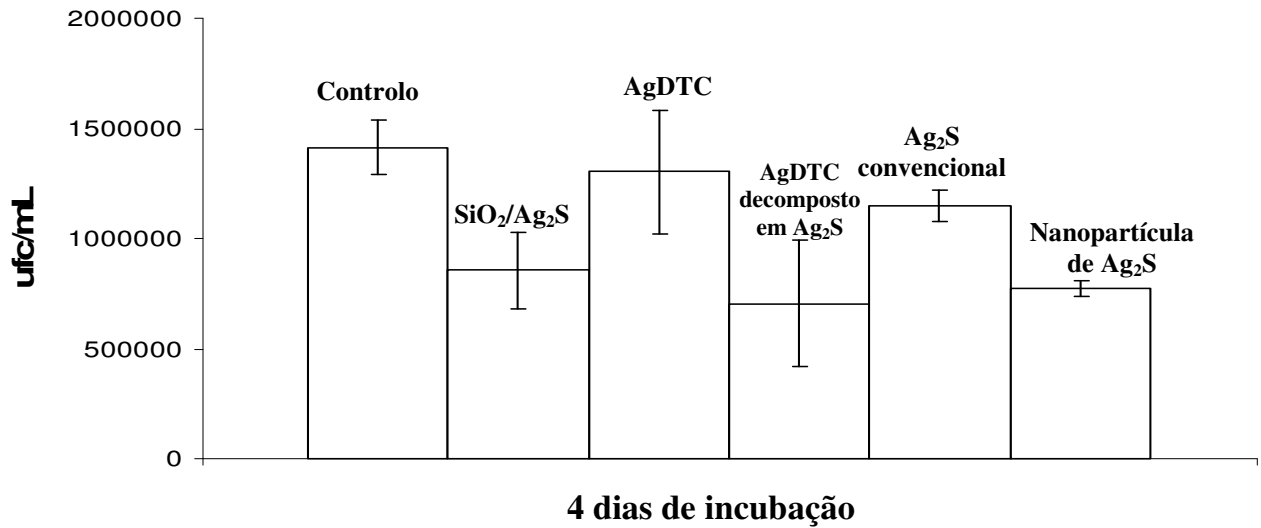 2000000
1500000
1000000
500000
0
ufc/mL
Controlo
SiO₂/Ag₂S
AgDTC
AgDTC
decomposto
em Ag₂S
Ag₂S
convencional
Nanopartícula
de Ag₂S
4 dias de incubação